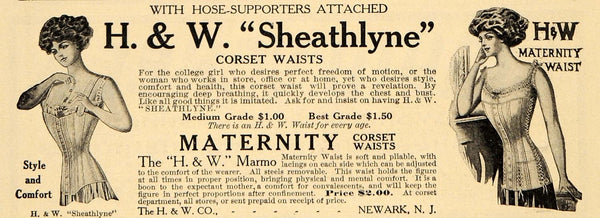 WITH HOSE-SUPPORTERS ATTACHED
H. & W. "Sheathlyne"
CORSET WAISTS
For the college girl who desires perfect freedom of motion, or the
woman who works in store, office or at home, yet who desires style,
comfort and health, this corset waist will prove a revelation. By
encouraging deep breathing, it quickly develops the chest and bust.
Like all good things it is imitated. Ask for and insist on having H. & W.
"SHEATHLYNE."
Medium Grade $1.00 Best Grade $1.50
There is an H. & W. Waist for every age.
MATERNITY CORSET WAISTS
The "H. & W." Marmo Maternity Waist is soft and pliable, with
lacings on each side which can be adjusted
to the comfort of the wearer. All steels removable. This waist holds the figure
at all times in proper position, bringing physical and mental comfort. It is a
boon to the expectant mother, a comfort for convalescents, and will keep the
figure in perfect proportions after confinement. Price $2.00. At corset
department, all stores, or sent prepaid on receipt of price.
The H. & W. CO., - - - - - - NEWARK, N. J.
Style
and
Comfort
H. & W. "Sheathlyne"
H&W
MATERNITY
WAIST